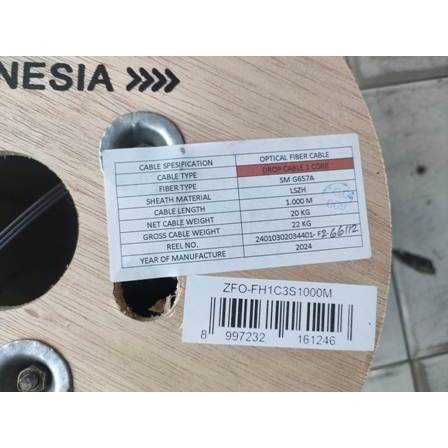 NESIA >>>>
CABLE SPESIFICATION OPTICAL FIBER CABLE
CABLE TYPE DROP CABLE 1 CORE
FIBER TYPE SM G657A
SHEATH MATERIAL LSZH
CABLE LENGTH 1.000 M
NET CABLE WEIGHT 20 KG
GROSS CABLE WEIGHT 22 KG
REEL NO. 24010302034401- F2-66112
YEAR OF MANUFACTURE 2024
ZFO-FH1C3S1000M
8 997232 161246